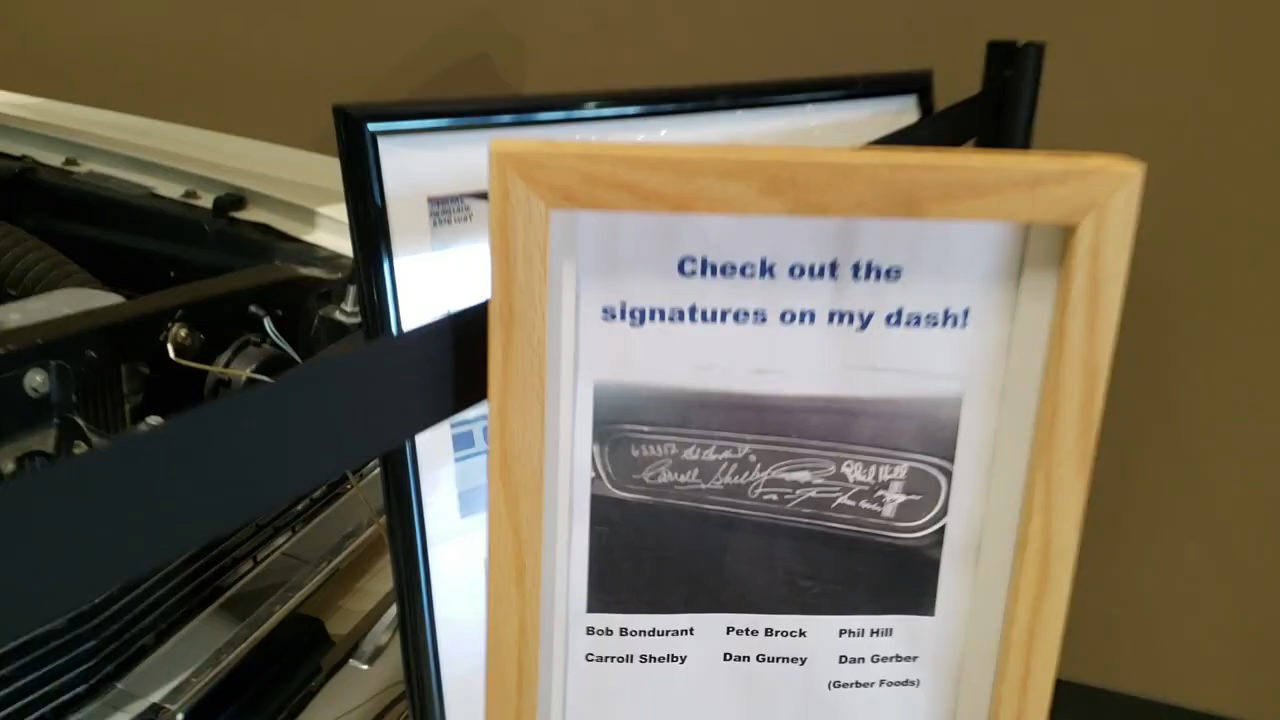 Check out the
signatures on my dash!
Carroll Shelby
Phil Hill
Bob Bondurant Pete Brock Phil Hill
Carroll Shelby Dan Gurney Dan Gerber
(Gerber Foods)